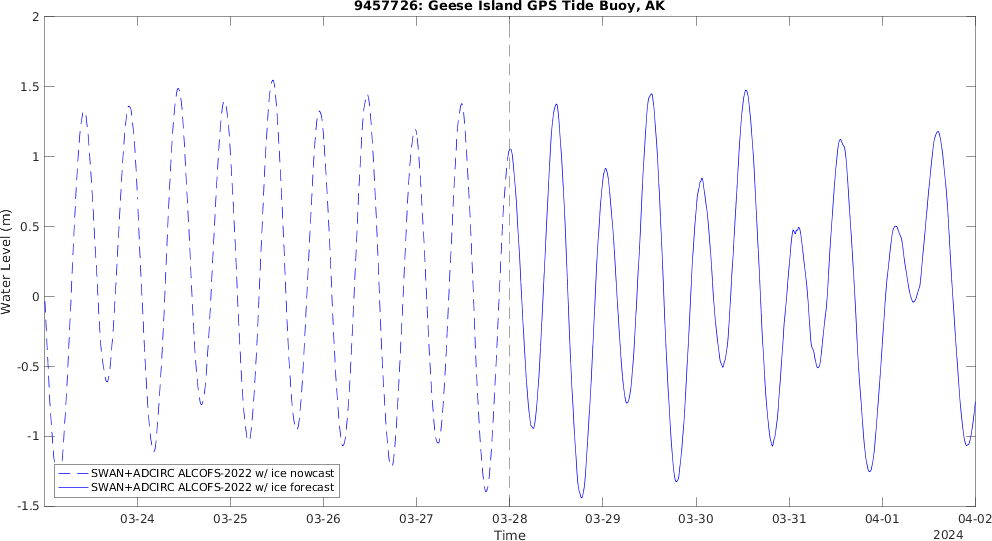 9457726: Geese Island GPS Tide Buoy, AK
2
1.5
1
0.5
0
-0.5
-1
-1.5
Water Level (m)
SWAN+ADCIRC ALCOFS-2022 w/ ice nowcast
SWAN+ADCIRC ALCOFS-2022 w/ ice forecast
03-24 03-25 03-26 03-27 03-28 03-29 03-30 03-31 04-01 04-02
Time
2024